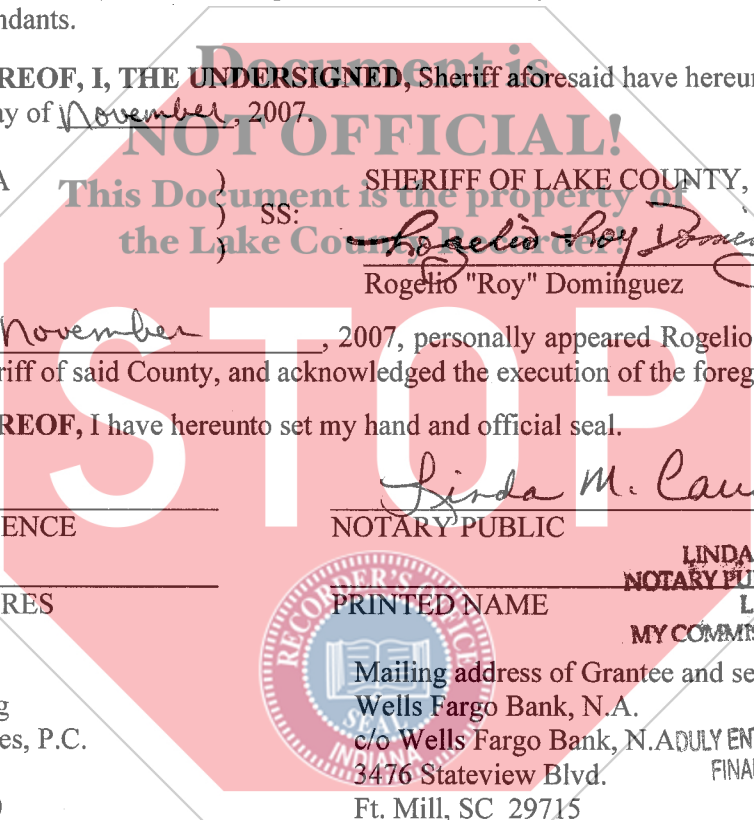 ndants.
Document is
REOF, I, THE UNDERSIGNED, Sheriff aforesaid have hereun
ay of November, 2007.
NOT OFFICIAL!
A ) SHERIFF OF LAKE COUNTY,
This Document is the property of
) SS:
the Lake County Recorder!
)
Rogelio Roy
Rogelio "Roy" Dominguez
November, 2007, personally appeared Rogelio
riff of said County, and acknowledged the execution of the foreg
STOP
REOF, I have hereunto set my hand and official seal.
Linda M.
ENCE NOTARY PUBLIC
LINDA
NOTARY PU
RES PRINTED NAME
L
MY COMMIS
RECORDER'S OFFICE
SEAL
INDIANA
Mailing address of Grantee and se
g Wells Fargo Bank, N.A.
es, P.C. c/o Wells Fargo Bank, N.A
DULY ENT
3476 Stateview Blvd.
FINA
Ft. Mill, SC 29715